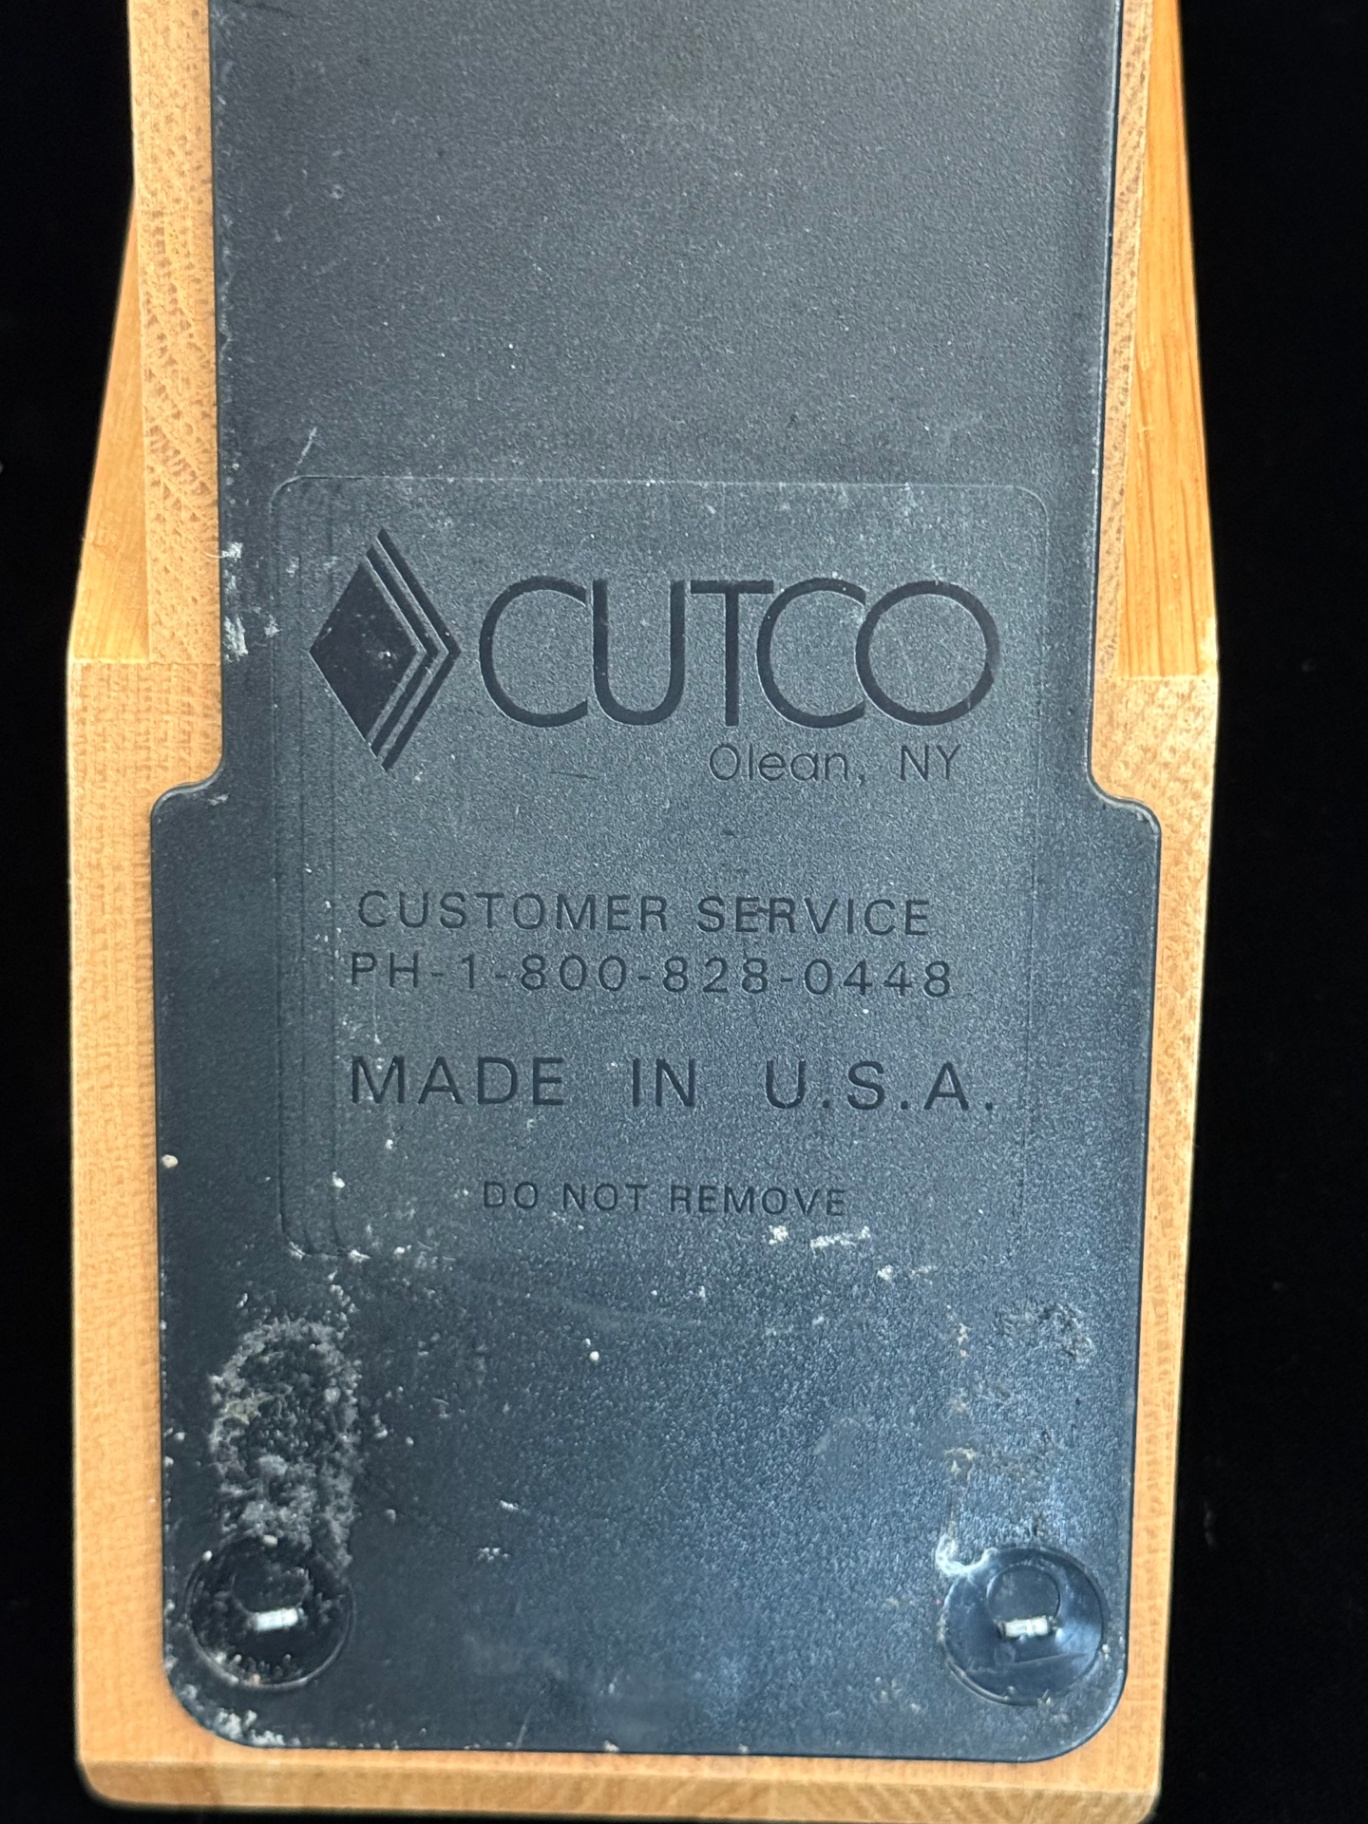 CUTCO
Olean, NY
CUSTOMER SERVICE
PH-1-800-828-0448
MADE IN U.S.A.
DO NOT REMOVE